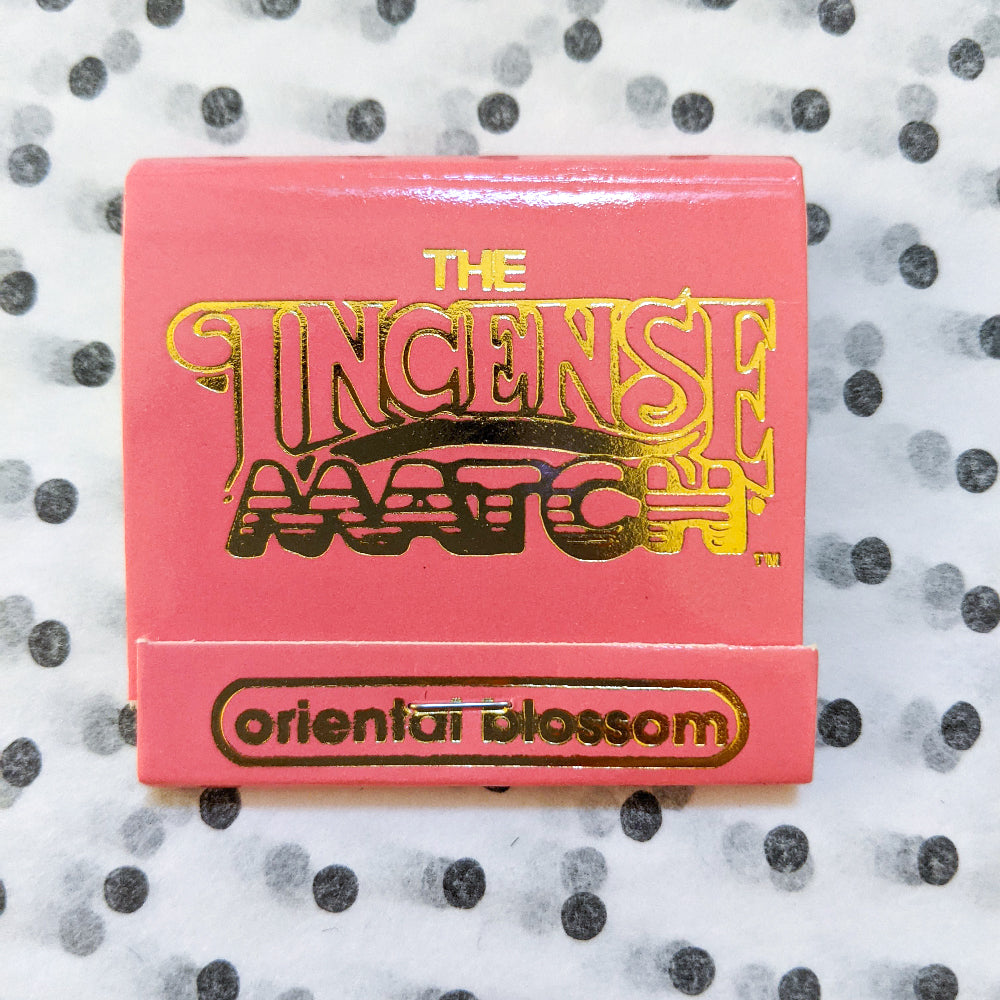 THE
INCENSE
MATCH
TM
oriental blossom